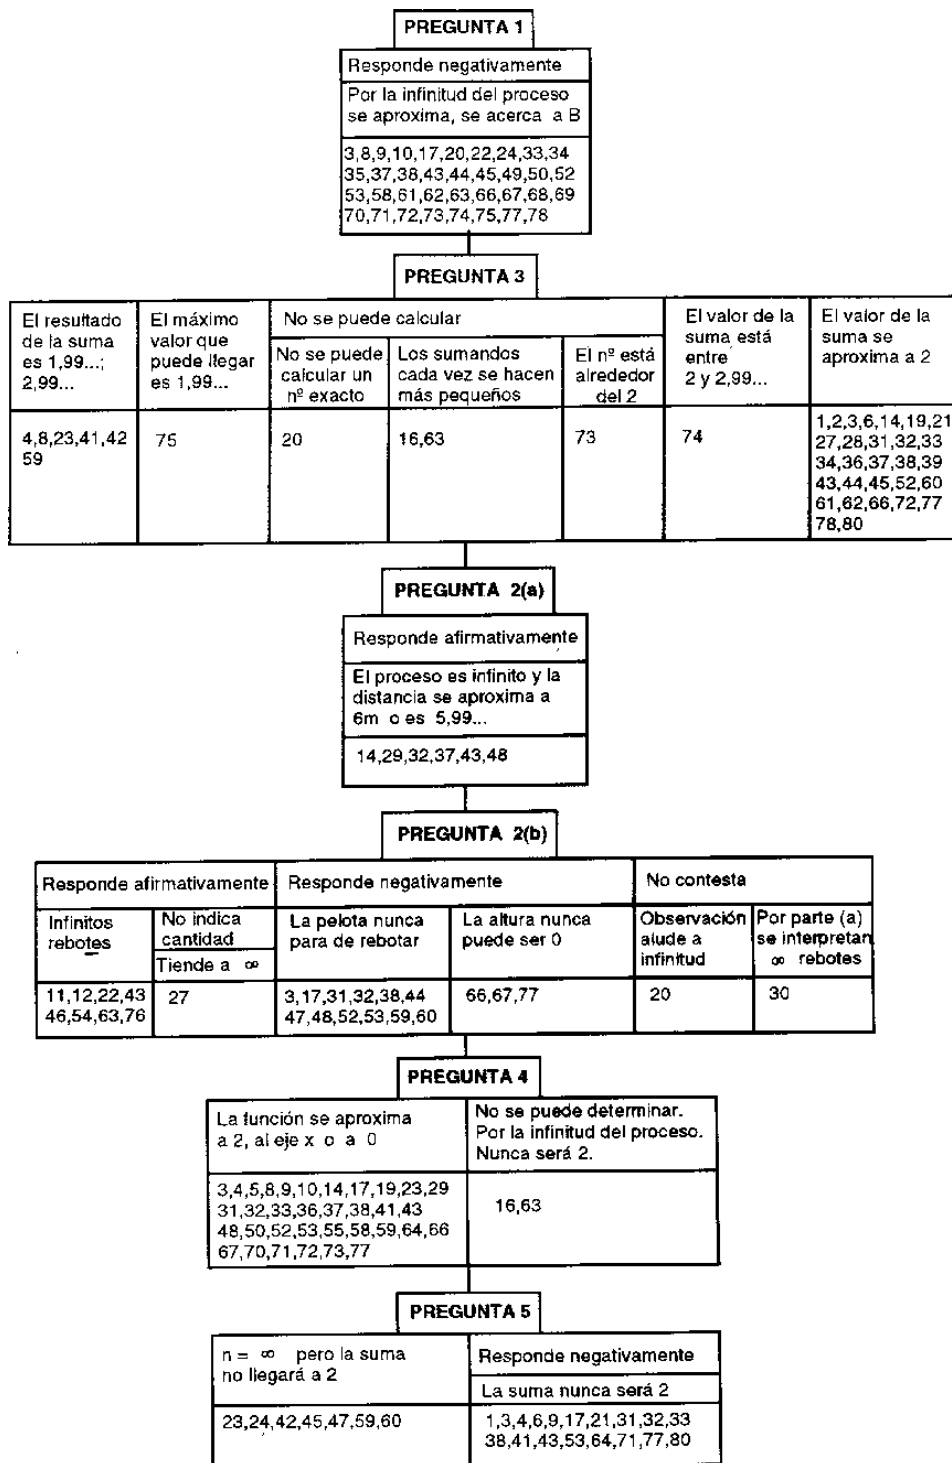 PREGUNTA 1
Responde negativamente
Por la infinitud del proceso
se aproxima, se acerca a B
3,8,9,10,17,20,22,24,33,34
35,37,38,43,44,45,49,50,52
53,58,61,62,63,66,67,68,69
70,71,72,73,74,75,77,78
PREGUNTA 3
El resultado
de la suma
es 1,99...;
2,99...
4,8,23,41,42
59
El máximo
valor que
puede llegar
es 1,99...
75
No se puede calcular
No se puede
calcular un
nº exacto
20
Los sumandos
cada vez se hacen
más pequeños
16,63
El nº está
alrededor
del 2
73
El valor de la
suma está
entre
2 y 2,99...
74
El valor de la
suma se
aproxima a 2
1,2,3,6,14,19,21
27,28,31,32,33
34,36,37,38,39
43,44,45,52,60
61,62,66,72,77
78,80
PREGUNTA 2(a)
Responde afirmativamente
El proceso es infinito y la
distancia se aproxima a
6m o es 5,99...
14,29,32,37,43,48
PREGUNTA 2(b)
Responde afirmativamente
Infinitos
rebotes
11,12,22,43
46,54,63,76
No indica
cantidad
Tiende a ∞
27
Responde negativamente
La pelota nunca
para de rebotar
3,17,31,32,38,44
47,48,52,53,59,60
La altura nunca
puede ser 0
66,67,77
No contesta
Observación
alude a
infinitud
20
Por parte (a)
se interpretan
∞ rebotes
30
PREGUNTA 4
La función se aproxima
a 2, al eje x o a 0
3,4,5,8,9,10,14,17,19,23,29
31,32,33,36,37,38,41,43
48,50,52,53,55,58,59,64,66
67,70,71,72,73,77
No se puede determinar.
Por la infinitud del proceso.
Nunca será 2.
16,63
PREGUNTA 5
n = ∞ pero la suma
no llegará a 2
23,24,42,45,47,59,60
Responde negativamente
La suma nunca será 2
1,3,4,6,9,17,21,31,32,33
38,41,43,53,64,71,77,80